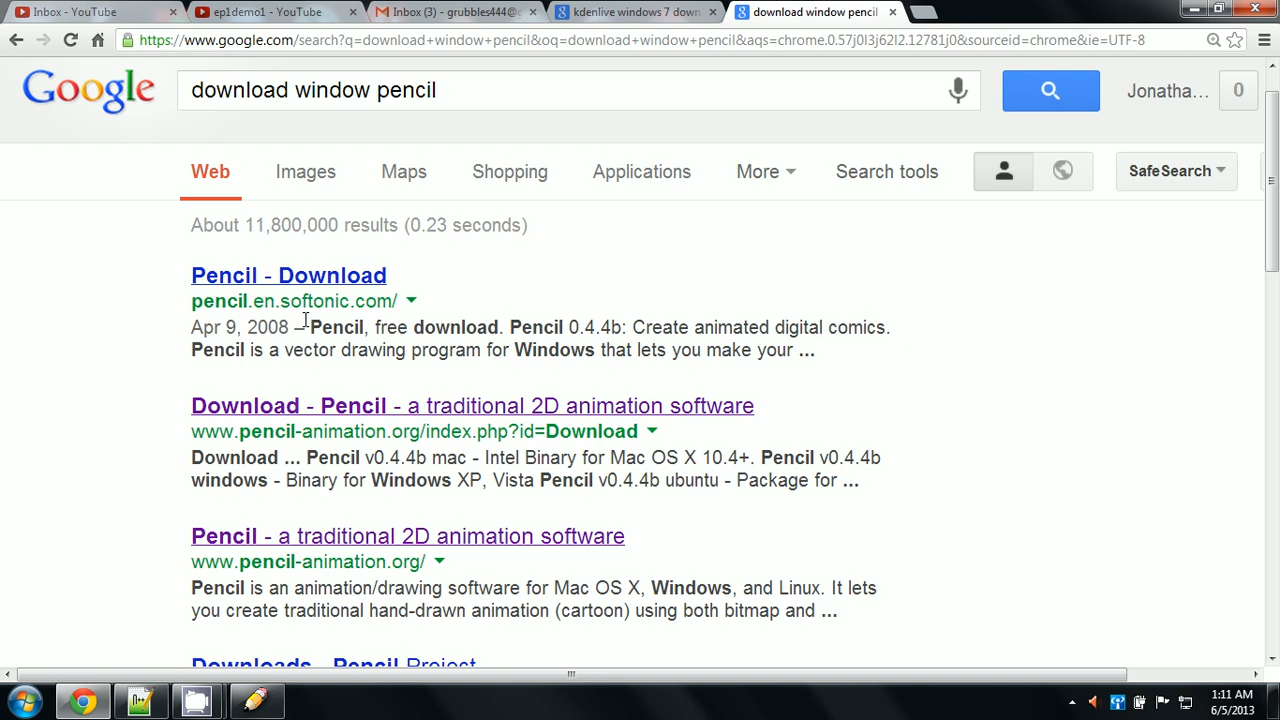 Inbox - YouTube
ep1demo1 - YouTube
Inbox (3) - grubbles444@
kdenlive windows 7 down
download window pencil
https://www.google.com/search?q=download+window+pencil&oq=download+window+pencil&aqs=chrome.0.57j0l3j62l2.12781j0&sourceid=chrome&ie=UTF-8
Google
download window pencil
Jonatha...
0
Web
Images
Maps
Shopping
Applications
More
Search tools
SafeSearch
About 11,800,000 results (0.23 seconds)
Pencil - Download
pencil.en.softonic.com/
Apr 9, 2008 – Pencil, free download. Pencil 0.4.4b: Create animated digital comics.
Pencil is a vector drawing program for Windows that lets you make your ...
Download - Pencil - a traditional 2D animation software
www.pencil-animation.org/index.php?id=Download
Download ... Pencil v0.4.4b mac - Intel Binary for Mac OS X 10.4+. Pencil v0.4.4b
windows - Binary for Windows XP, Vista Pencil v0.4.4b ubuntu - Package for ...
Pencil - a traditional 2D animation software
www.pencil-animation.org/
Pencil is an animation/drawing software for Mac OS X, Windows, and Linux. It lets
you create traditional hand-drawn animation (cartoon) using both bitmap and ...
Downloads - Pencil Project
1:11 AM
6/5/2013